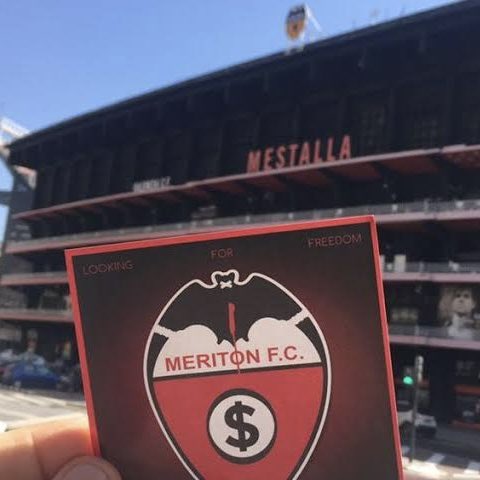 MESTALLA
LOOKING FOR FREEDOM
MERITON F.C.
$